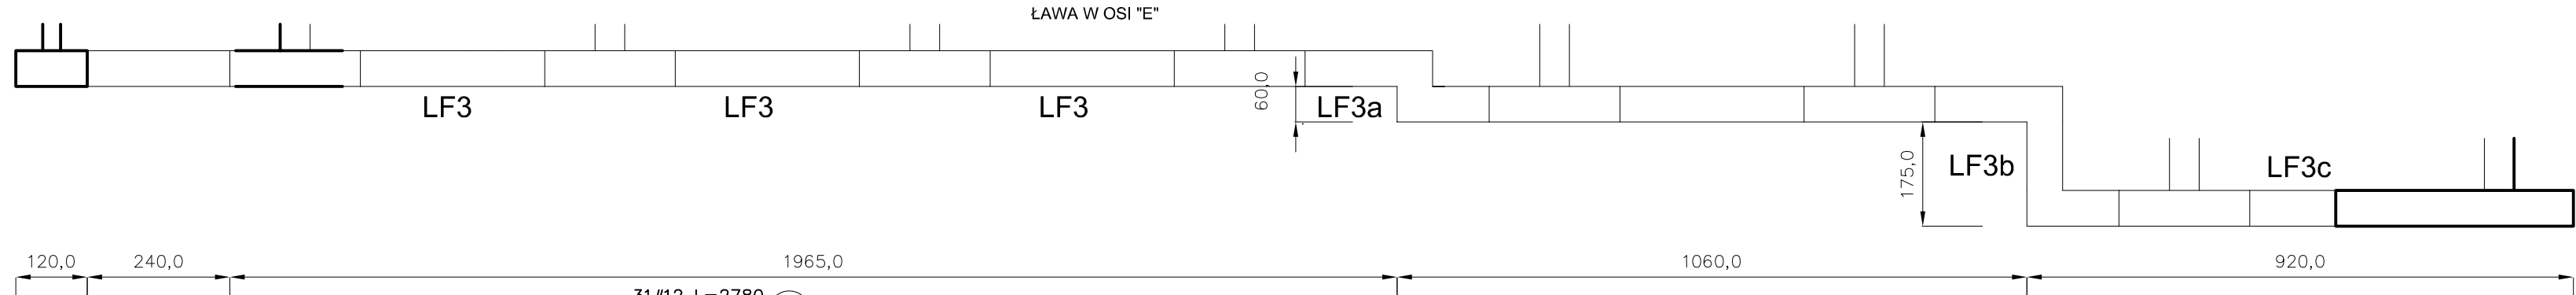 ŁAWA W OSI "E"
60,0
LF3
LF3
LF3
LF3a
175,0
LF3b
LF3c
120,0
240,0
1965,0
1060,0
920,0